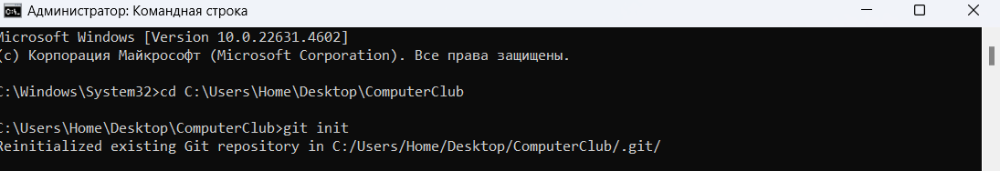 Администратор: Командная строка
Microsoft Windows [Version 10.0.22631.4602]
(c) Корпорация Майкрософт (Microsoft Corporation). Все права защищены.
C:\Windows\System32>cd C:\Users\Home\Desktop\ComputerClub
C:\Users\Home\Desktop\ComputerClub>git init
Reinitialized existing Git repository in C:/Users/Home/Desktop/ComputerClub/.git/